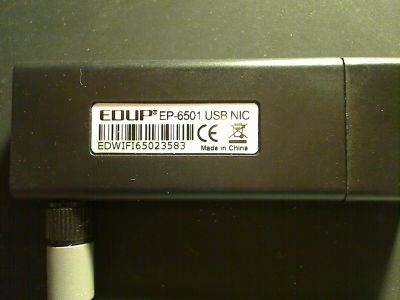 EDUP® EP-6501 USB NIC
EDWIFI65023583
CE
Made in China